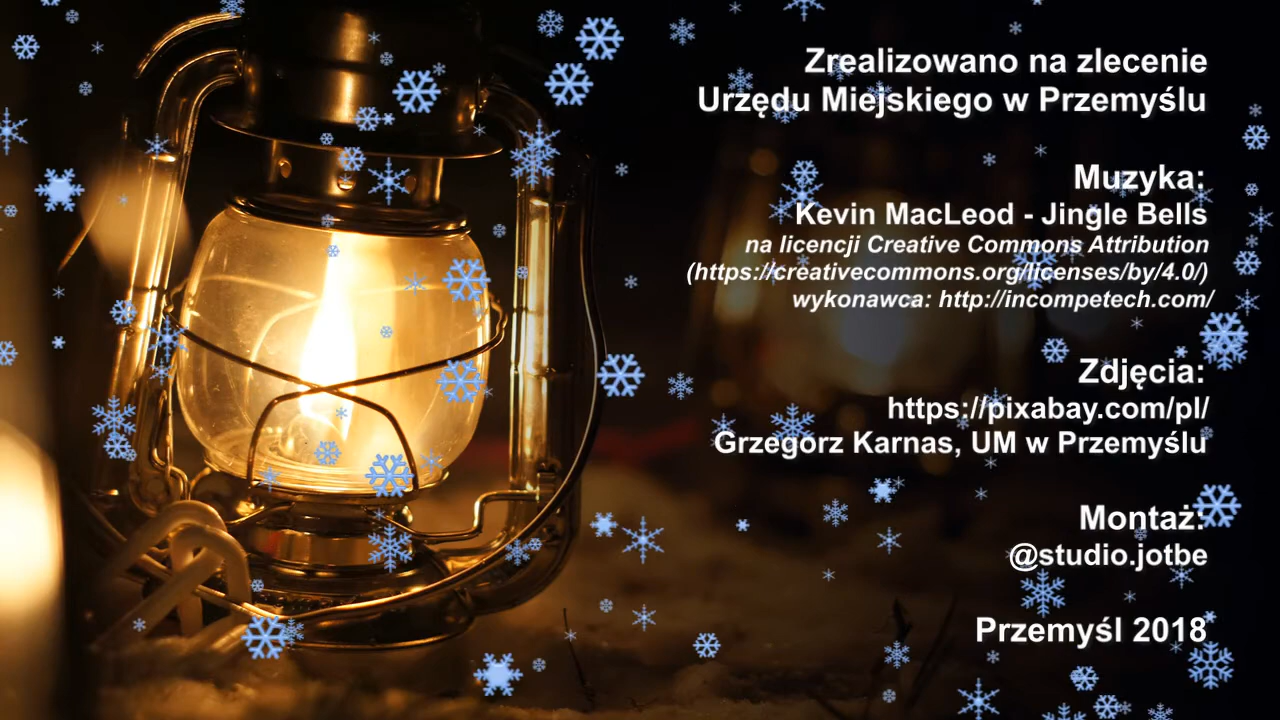 Zrealizowano na zlecenie
Urzędu Miejskiego w Przemyślu
Muzyka:
Kevin MacLeod - Jingle Bells
na licencji Creative Commons Attribution
(https://creativecommons.org/licenses/by/4.0/)
wykonawca: http://incompetech.com/
Zdjęcia:
https://pixabay.com/pl/
Grzegorz Karnas, UM w Przemyślu
Montaż:
@studio.jotbe
Przemyśl 2018